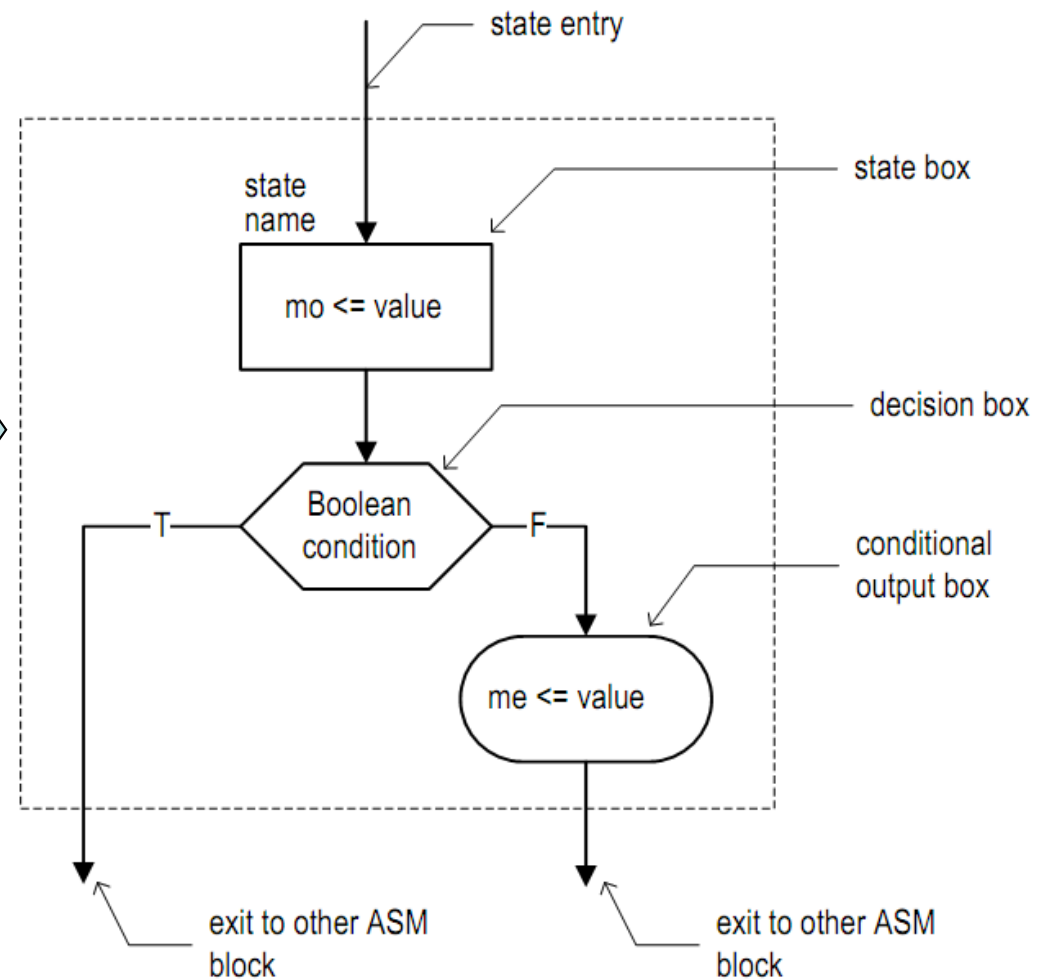 state entry
state box
state
name
mo <= value
decision box
Boolean
condition
T
F
conditional
output box
me <= value
exit to other ASM
block
exit to other ASM
block